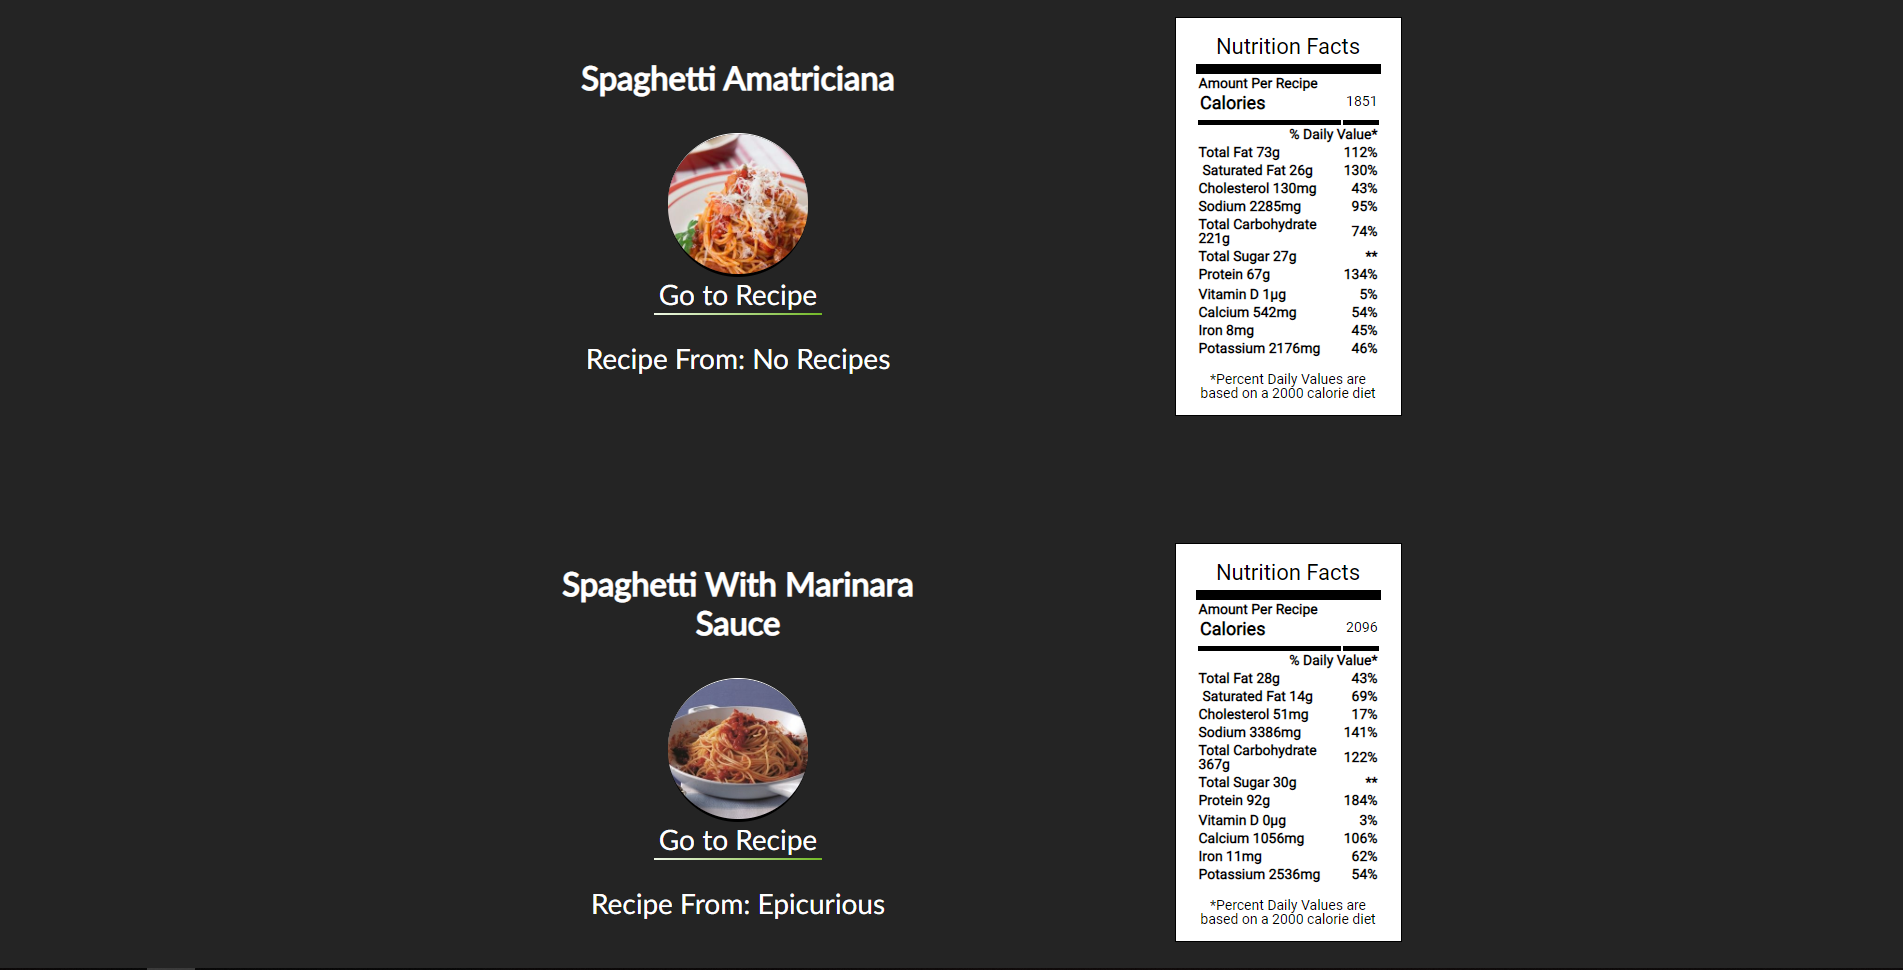 Spaghetti Amatriciana
Go to Recipe
Recipe From: No Recipes
Nutrition Facts
Amount Per Recipe
Calories 1851
% Daily Value*
Total Fat 73g 112%
Saturated Fat 26g 130%
Cholesterol 130mg 43%
Sodium 2285mg 95%
Total Carbohydrate
221g 74%
Total Sugar 27g **
Protein 67g 134%
Vitamin D 1µg 5%
Calcium 542mg 54%
Iron 8mg 45%
Potassium 2176mg 46%
*Percent Daily Values are
based on a 2000 calorie diet
Spaghetti With Marinara
Sauce
Go to Recipe
Recipe From: Epicurious
Nutrition Facts
Amount Per Recipe
Calories 2096
% Daily Value*
Total Fat 28g 43%
Saturated Fat 14g 69%
Cholesterol 51mg 17%
Sodium 3386mg 141%
Total Carbohydrate
367g 122%
Total Sugar 30g **
Protein 92g 184%
Vitamin D 0µg 3%
Calcium 1056mg 106%
Iron 11mg 62%
Potassium 2536mg 54%
*Percent Daily Values are
based on a 2000 calorie diet